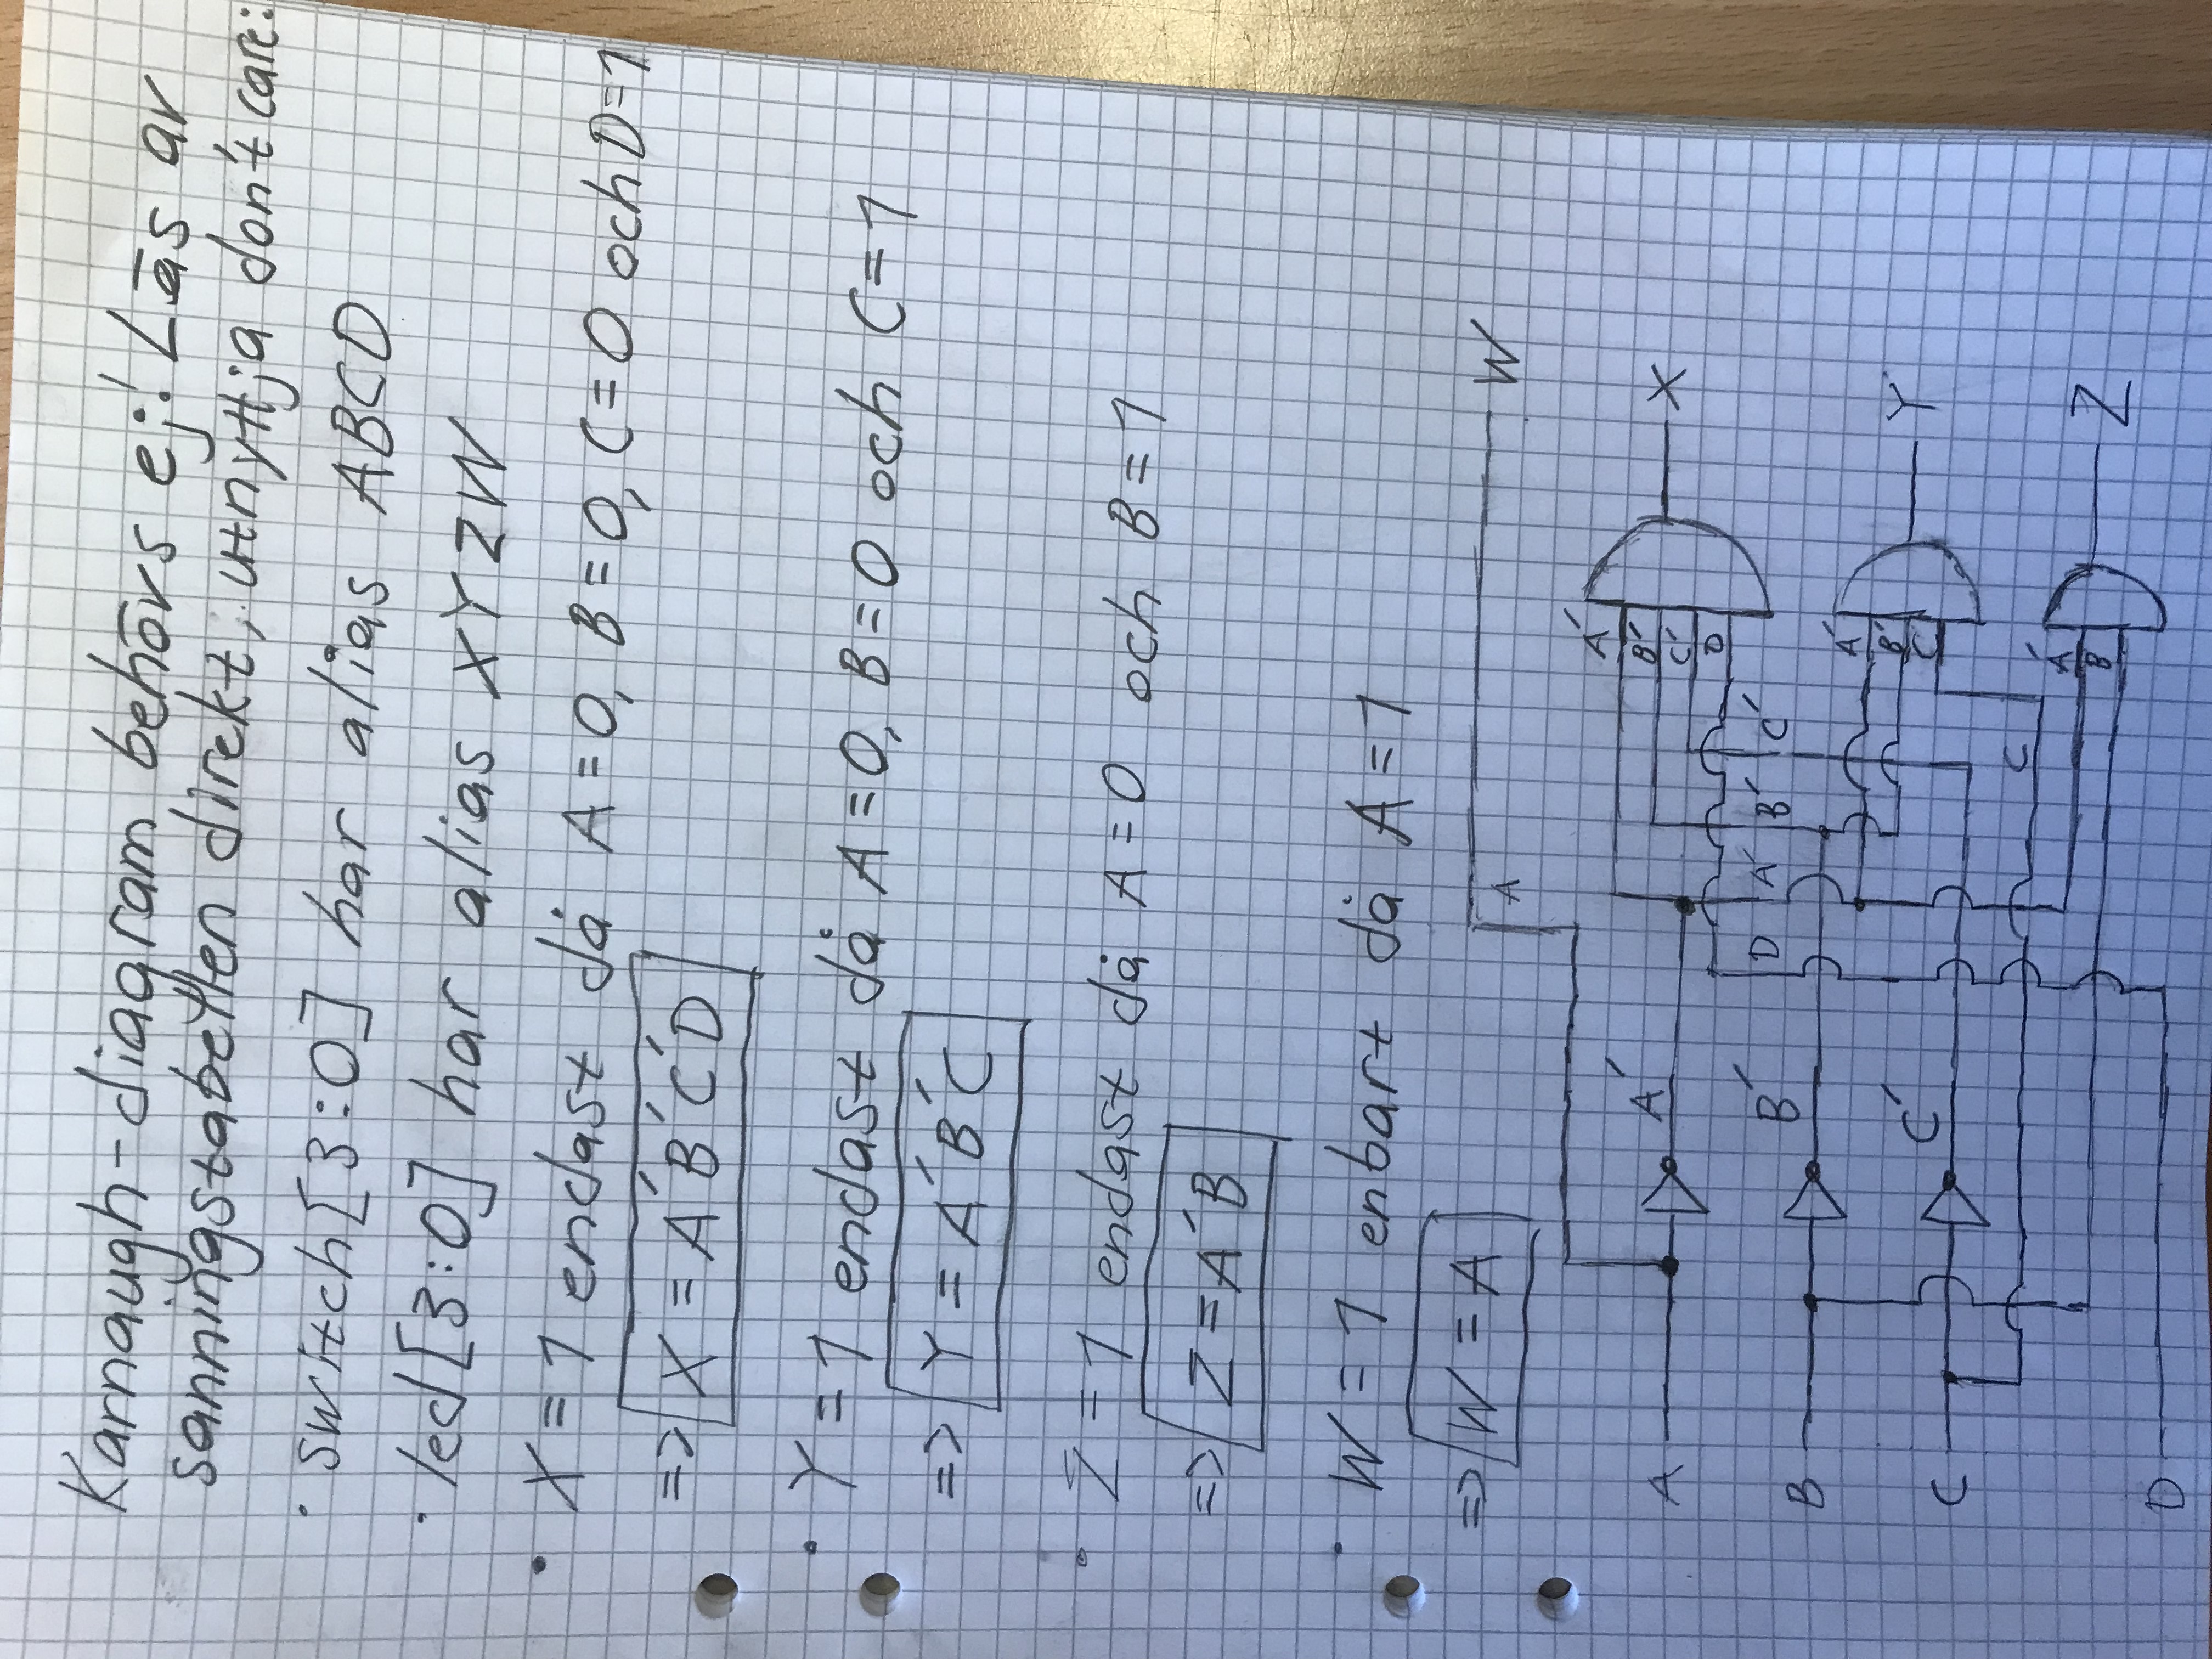 Karnaugh-diagram behövs ej! Läs av
sanningstabellen direkt, utnyttja don't care:
· switch[3:0] har alias ABCD
· led[3:0] har alias XYZW
· X = 1 endast då A = 0, B = 0, C = 0 och D = 1
=> X = A´B´C´D
· Y = 1 endast då A = 0, B = 0 och C = 1
=> Y = A´B´C
· Z = 1 endast då A = 0 och B = 1
=> Z = A´B
· W = 1 enbart då A = 1
=> W = A
A W
A´
B´
C´
D
A A´ X
D A´ B´ C´
B B´
A´
B´
C
Y
C C´
C
A´
B
Z
D